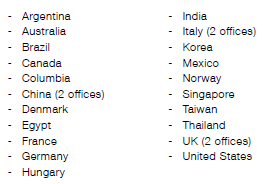 - Argentina
- Australia
- Brazil
- Canada
- Columbia
- China (2 offices)
- Denmark
- Egypt
- France
- Germany
- Hungary
- India
- Italy (2 offices)
- Korea
- Mexico
- Norway
- Singapore
- Taiwan
- Thailand
- UK (2 offices)
- United States